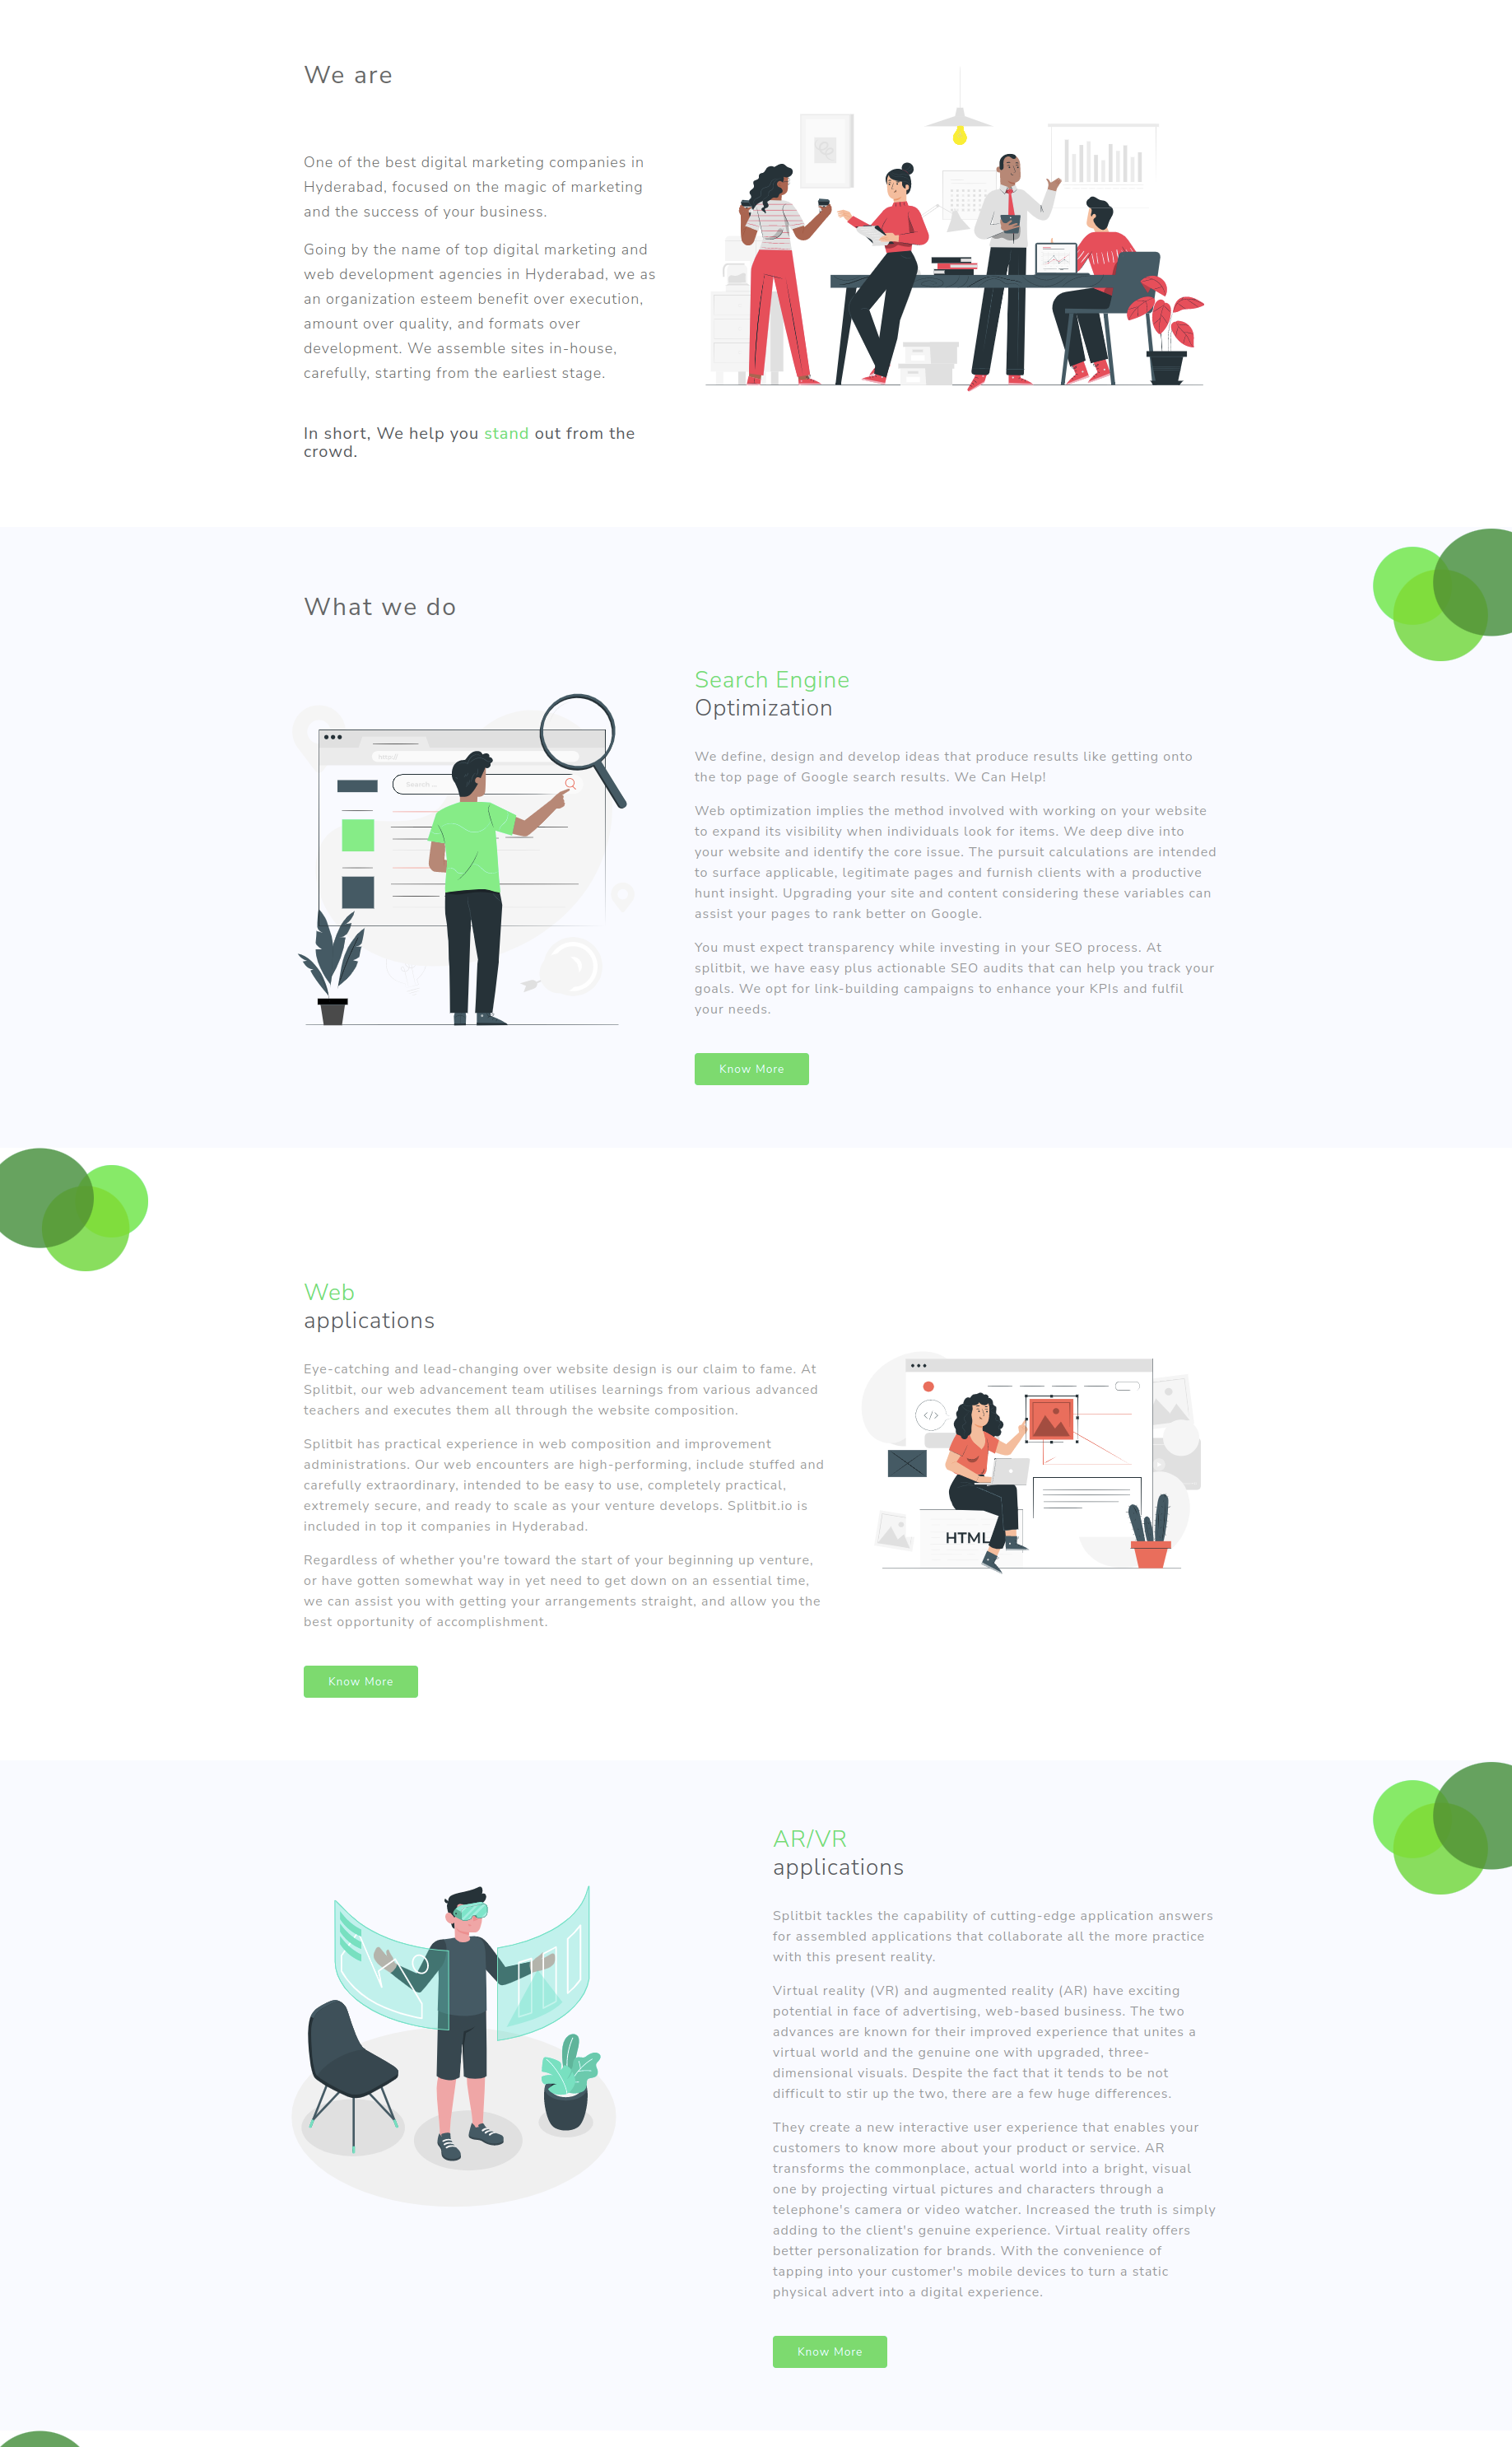 We are
One of the best digital marketing companies in
Hyderabad, focused on the magic of marketing
and the success of your business.
Going by the name of top digital marketing and
web development agencies in Hyderabad, we as
an organization esteem benefit over execution,
amount over quality, and formats over
development. We assemble sites in-house,
carefully, starting from the earliest stage.
In short, We help you stand out from the
crowd.
What we do
http://
Search ...
Search Engine
Optimization
We define, design and develop ideas that produce results like getting onto
the top page of Google search results. We Can Help!
Web optimization implies the method involved with working on your website
to expand its visibility when individuals look for items. We deep dive into
your website and identify the core issue. The pursuit calculations are intended
to surface applicable, legitimate pages and furnish clients with a productive
hunt insight. Upgrading your site and content considering these variables can
assist your pages to rank better on Google.
You must expect transparency while investing in your SEO process. At
splitbit, we have easy plus actionable SEO audits that can help you track your
goals. We opt for link-building campaigns to enhance your KPIs and fulfil
your needs.
Know More
Web
applications
Eye-catching and lead-changing over website design is our claim to fame. At
Splitbit, our web advancement team utilises learnings from various advanced
teachers and executes them all through the website composition.
Splitbit has practical experience in web composition and improvement
administrations. Our web encounters are high-performing, include stuffed and
carefully extraordinary, intended to be easy to use, completely practical,
extremely secure, and ready to scale as your venture develops. Splitbit.io is
included in top it companies in Hyderabad.
Regardless of whether you're toward the start of your beginning up venture,
or have gotten somewhat way in yet need to get down on an essential time,
we can assist you with getting your arrangements straight, and allow you the
best opportunity of accomplishment.
Know More
</>
HTML
AR/VR
applications
Splitbit tackles the capability of cutting-edge application answers
for assembled applications that collaborate all the more practice
with this present reality.
Virtual reality (VR) and augmented reality (AR) have exciting
potential in face of advertising, web-based business. The two
advances are known for their improved experience that unites a
virtual world and the genuine one with upgraded, three-
dimensional visuals. Despite the fact that it tends to be not
difficult to stir up the two, there are a few huge differences.
They create a new interactive user experience that enables your
customers to know more about your product or service. AR
transforms the commonplace, actual world into a bright, visual
one by projecting virtual pictures and characters through a
telephone's camera or video watcher. Increased the truth is simply
adding to the client's genuine experience. Virtual reality offers
better personalization for brands. With the convenience of
tapping into your customer's mobile devices to turn a static
physical advert into a digital experience.
Know More